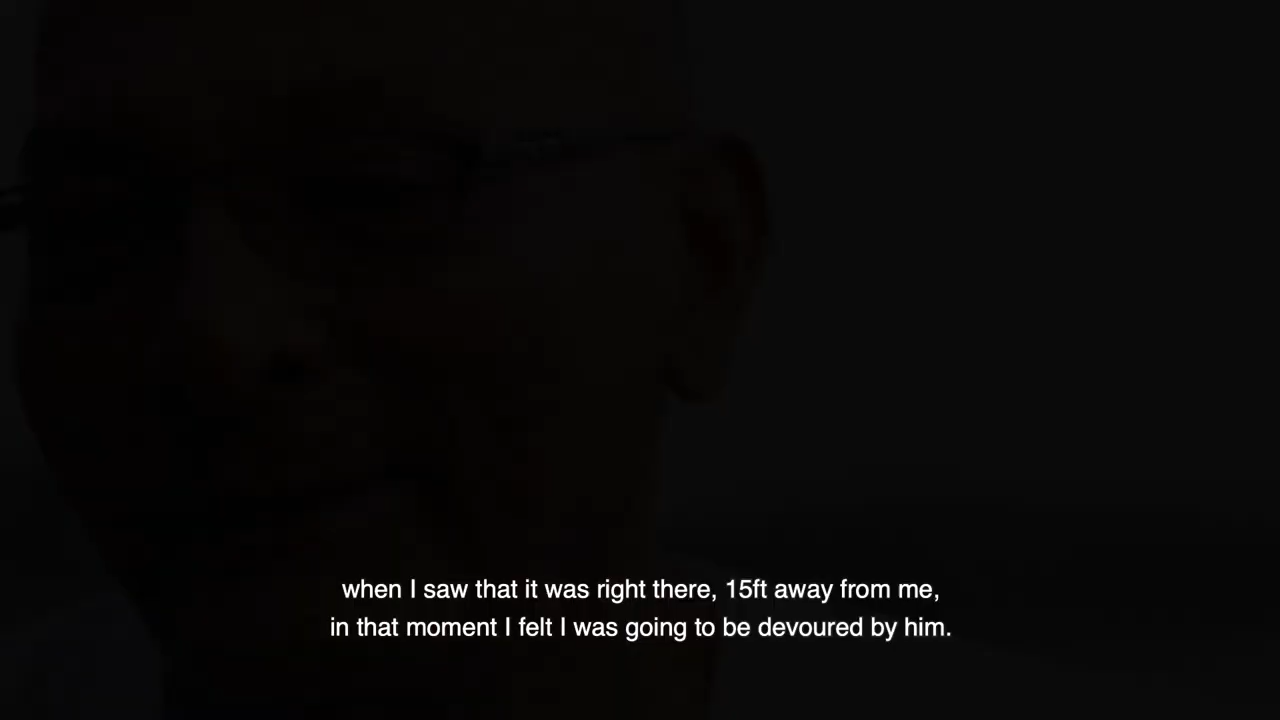 when I saw that it was right there, 15ft away from me,
in that moment I felt I was going to be devoured by him.